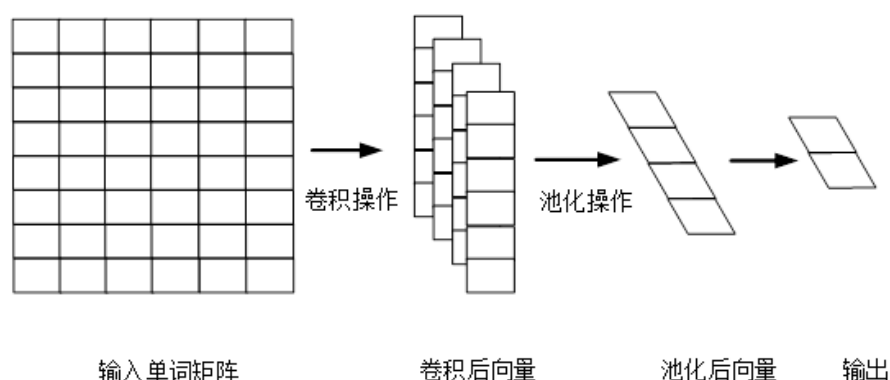 卷积操作
池化操作
输入单词矩阵
卷积后向量
池化后向量
输出